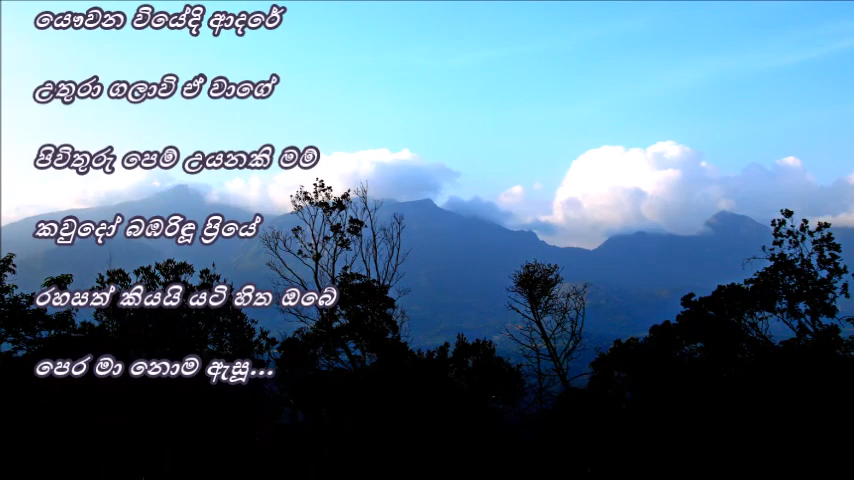 යෞවන වියේදි ආදරේ
උතුරා ගලාවි ඒ වාගේ
පිවිතුරු පෙම් උයනකි මම්
කවුදෝ බඹරිඳූ ප්‍රියේ
රහසත් කියයි යටි හිත ඔබේ
පෙර මා නොම ඇසූ...